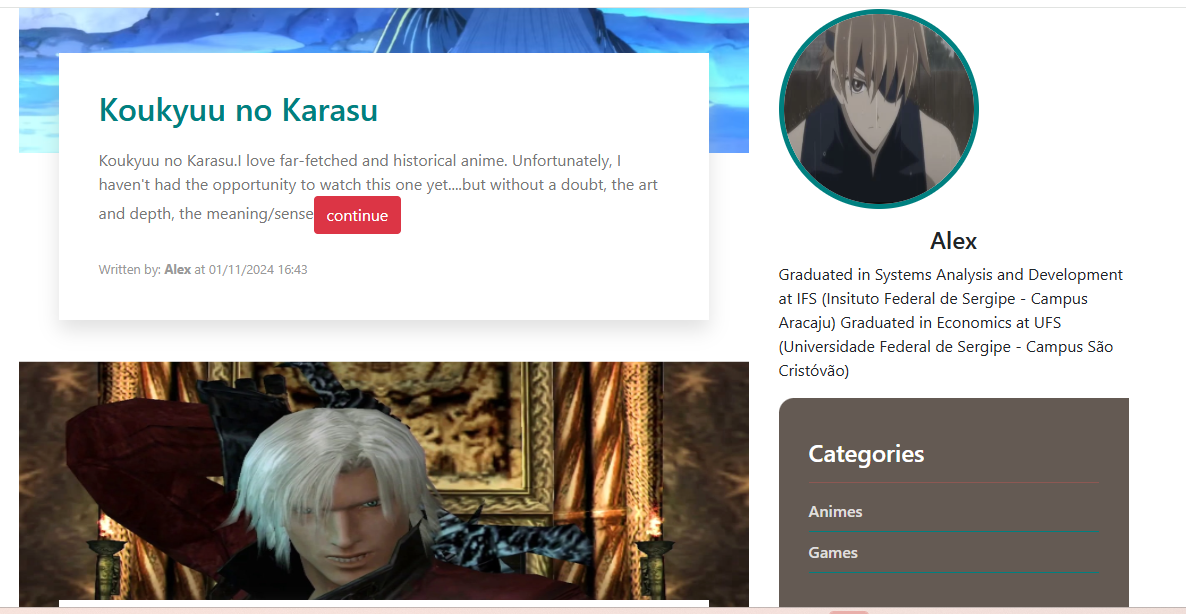 Koukyuu no Karasu
Koukyuu no Karasu.I love far-fetched and historical anime. Unfortunately, I
haven't had the opportunity to watch this one yet....but without a doubt, the art
and depth, the meaning/sense continue
Written by: Alex at 01/11/2024 16:43
Alex
Graduated in Systems Analysis and Development
at IFS (Insituto Federal de Sergipe - Campus
Aracaju) Graduated in Economics at UFS
(Universidade Federal de Sergipe - Campus São
Cristóvão)
Categories
Animes
Games